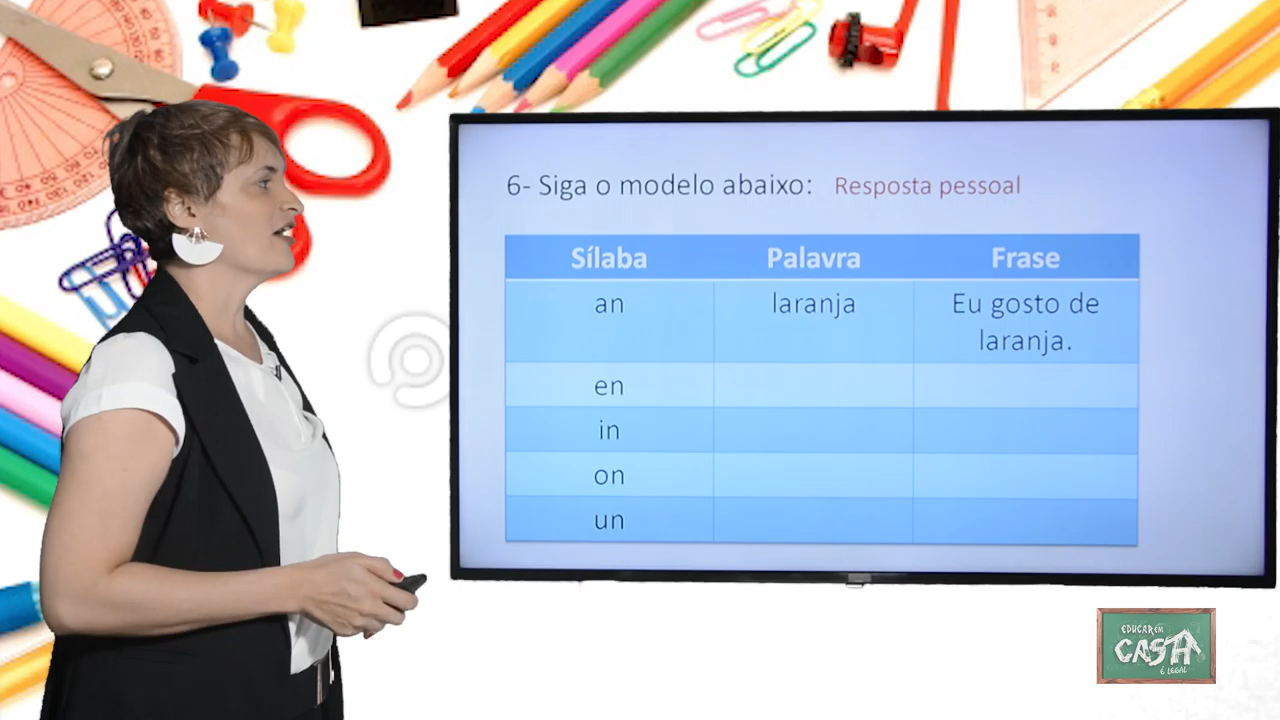 6- Siga o modelo abaixo: Resposta pessoal
Sílaba Palavra Frase
an laranja Eu gosto de
laranja.
en
in
on
un
EDUCAR EM
CASA
É LEGAL